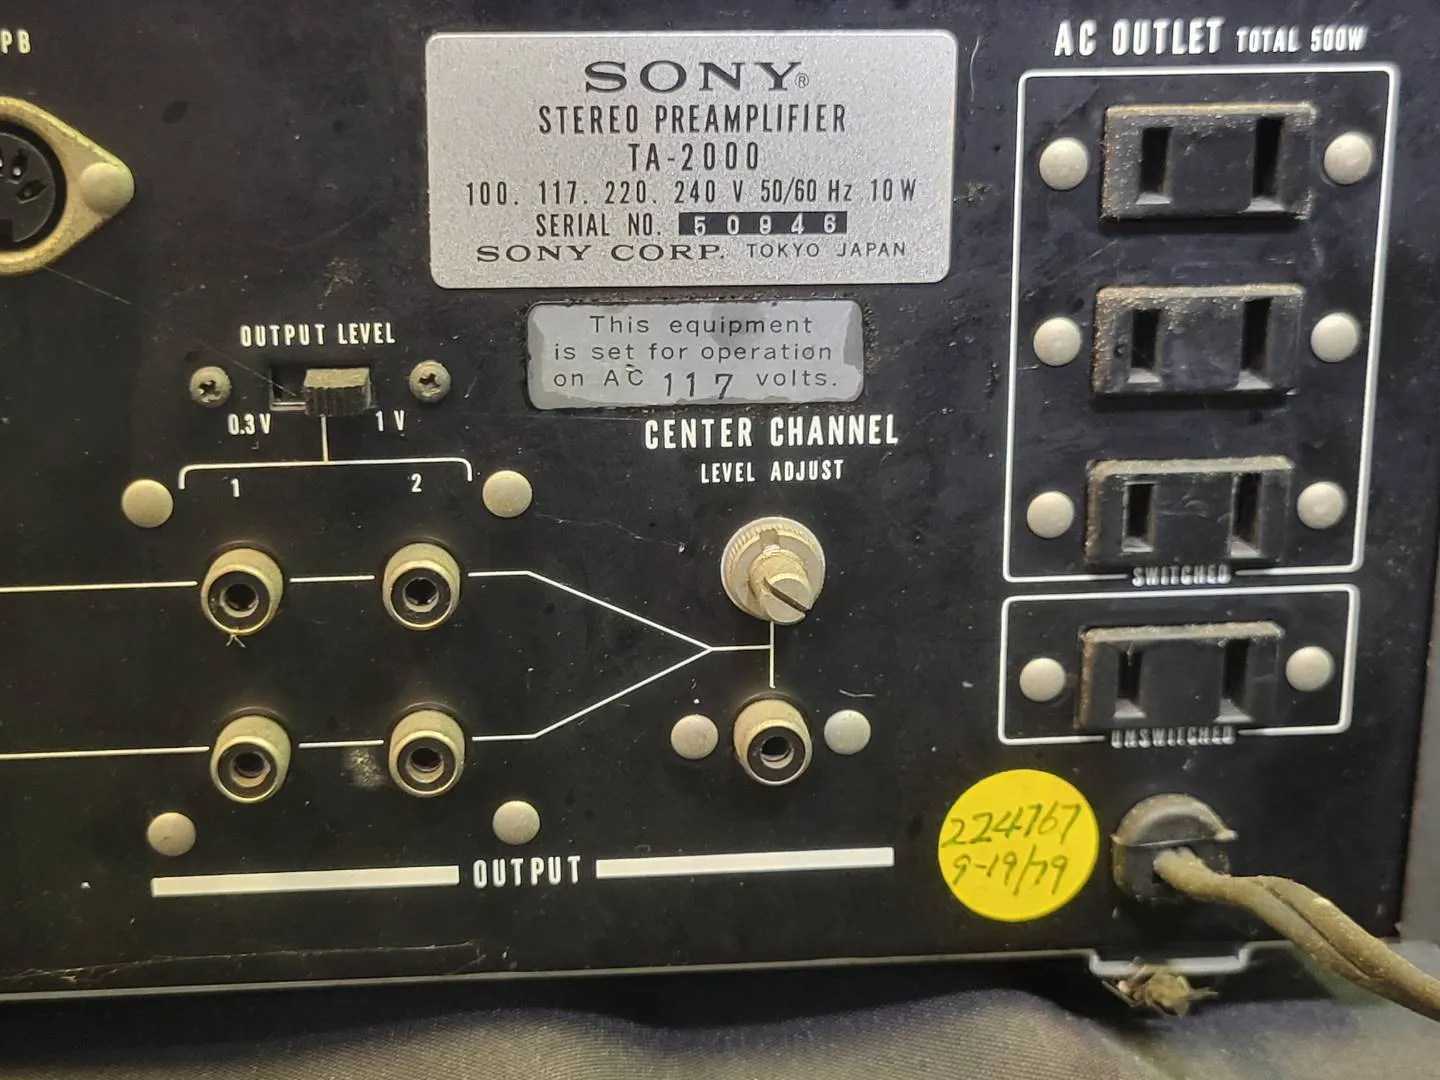 PB
SONY®
STEREO PREAMPLIFIER
TA-2000
100. 117. 220. 240 V 50/60 Hz 10 W
SERIAL NO. 50946
SONY CORP. TOKYO JAPAN
This equipment
is set for operation
on AC 117 volts.
AC OUTLET TOTAL 500W
SWITCHED
UNSWITCHED
OUTPUT LEVEL
0.3 V 1 V
1 2
CENTER CHANNEL
LEVEL ADJUST
OUTPUT
224767
9-19/79